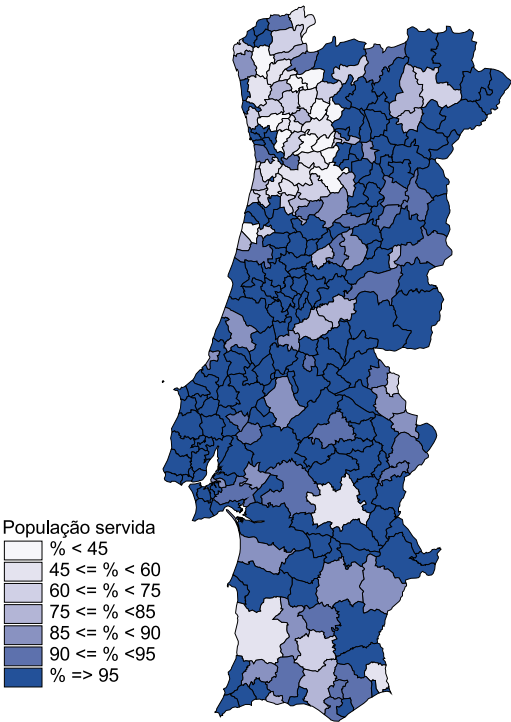 População servida
% < 45
45 <= % < 60
60 <= % < 75
75 <= % <85
85 <= % < 90
90 <= % <95
% => 95